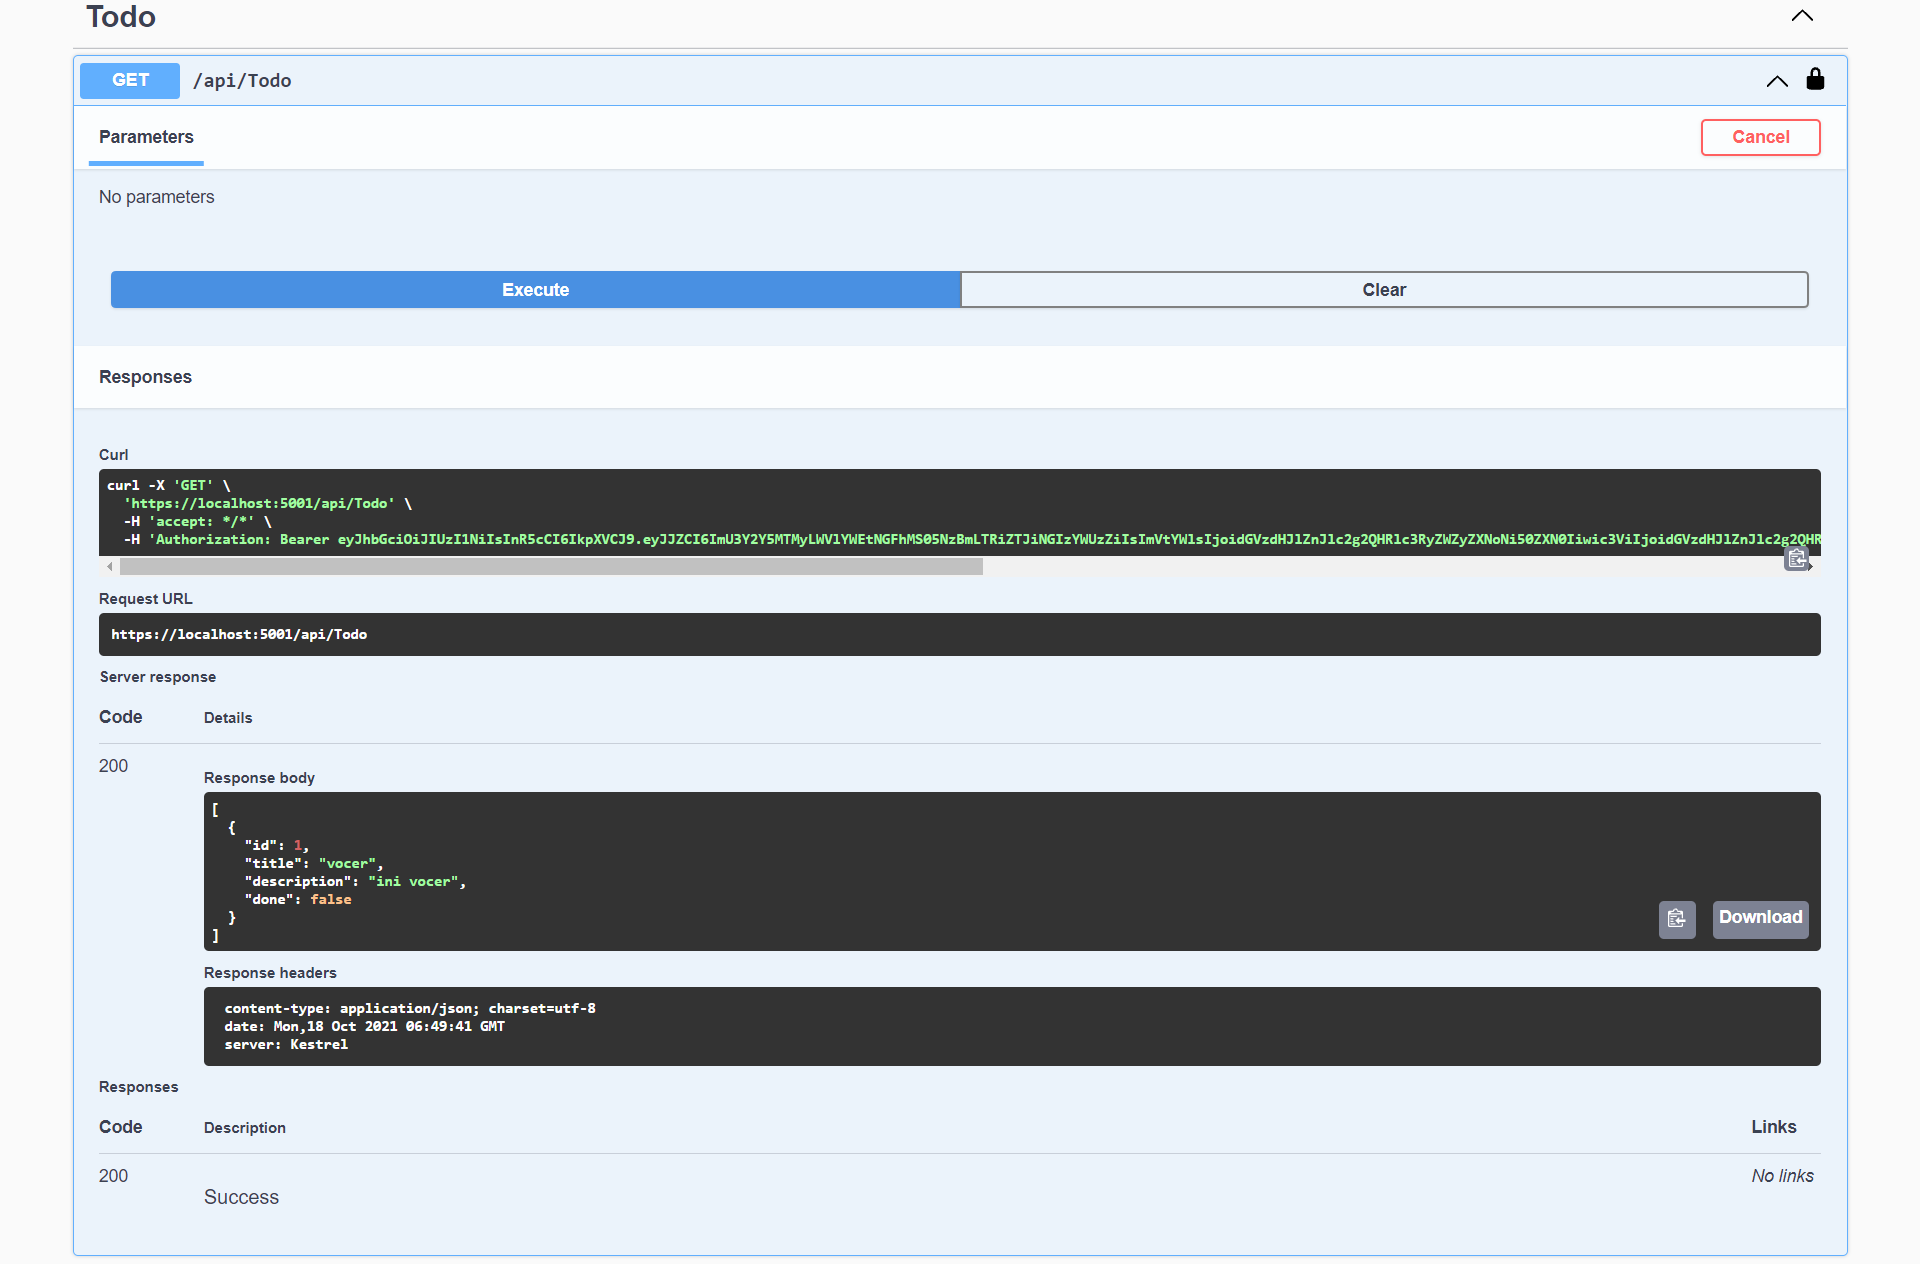 Todo
GET /api/Todo
Parameters
Cancel
No parameters
Execute
Clear
Responses
Curl
curl -X 'GET' \
'https://localhost:5001/api/Todo' \
-H 'accept: */*' \
-H 'Authorization: Bearer eyJhbGciOiJIUzI1NiIsInR5cCI6IkpXVCJ9.eyJJZCI6ImU3Y2Y5MTMyLWVlYWEtNGFhMS05NzBmLTRiZTJiNGIzYWUzZiIsImVtYWlsIjoidGVzdHJlZnJlc2g2QHRlc3RyZWZyZXNoNi50ZXN0Iiwic3ViIjoidGVzdHJlZnJlc2g2QHR
Request URL
https://localhost:5001/api/Todo
Server response
Code Details
200
Response body
[
{
"id": 1,
"title": "vocer",
"description": "ini vocer",
"done": false
}
]
Download
Response headers
content-type: application/json; charset=utf-8
date: Mon,18 Oct 2021 06:49:41 GMT
server: Kestrel
Responses
Code Description Links
200 No links
Success